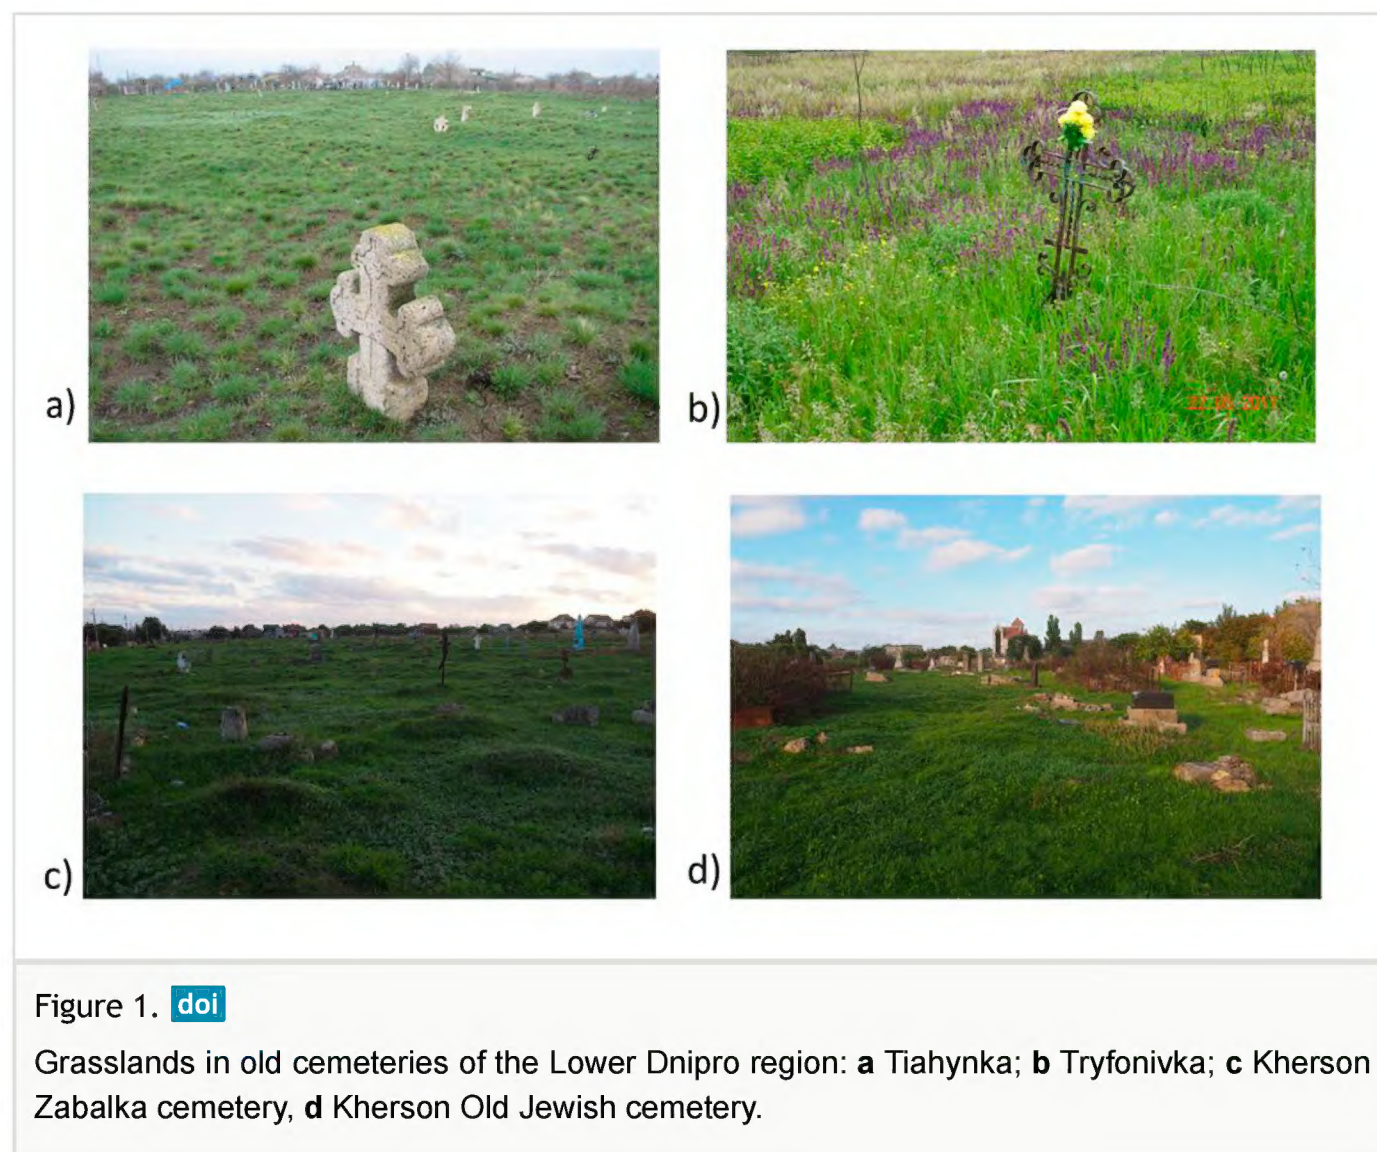 a)
b)
c)
d)
Figure 1. doi
Grasslands in old cemeteries of the Lower Dnipro region: a Tiahynka; b Tryfonivka; c Kherson
Zabalka cemetery, d Kherson Old Jewish cemetery.